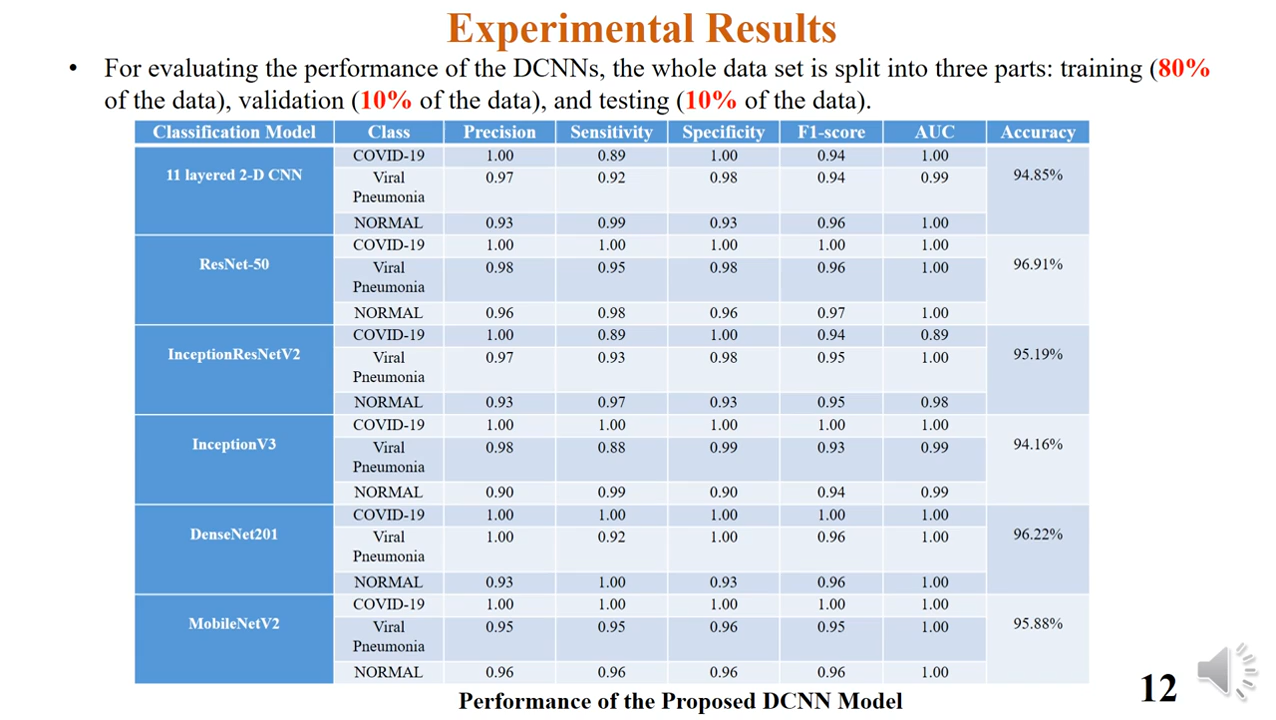 Experimental Results
• For evaluating the performance of the DCNNs, the whole data set is split into three parts: training (80%
of the data), validation (10% of the data), and testing (10% of the data).
Classification Model Class Precision Sensitivity Specificity F1-score AUC Accuracy
11 layered 2-D CNN COVID-19 1.00 0.89 1.00 0.94 1.00 94.85%
Viral Pneumonia 0.97 0.92 0.98 0.94 0.99
NORMAL 0.93 0.99 0.93 0.96 1.00
ResNet-50 COVID-19 1.00 1.00 1.00 1.00 1.00 96.91%
Viral Pneumonia 0.98 0.95 0.98 0.96 1.00
NORMAL 0.96 0.98 0.96 0.97 1.00
InceptionResNetV2 COVID-19 1.00 0.89 1.00 0.94 0.89 95.19%
Viral Pneumonia 0.97 0.93 0.98 0.95 1.00
NORMAL 0.93 0.97 0.93 0.95 0.98
InceptionV3 COVID-19 1.00 1.00 1.00 1.00 1.00 94.16%
Viral Pneumonia 0.98 0.88 0.99 0.93 0.99
NORMAL 0.90 0.99 0.90 0.94 0.99
DenseNet201 COVID-19 1.00 1.00 1.00 1.00 1.00 96.22%
Viral Pneumonia 1.00 0.92 1.00 0.96 1.00
NORMAL 0.93 1.00 0.93 0.96 1.00
MobileNetV2 COVID-19 1.00 1.00 1.00 1.00 1.00 95.88%
Viral Pneumonia 0.95 0.95 0.96 0.95 1.00
NORMAL 0.96 0.96 0.96 0.96 1.00
Performance of the Proposed DCNN Model
12